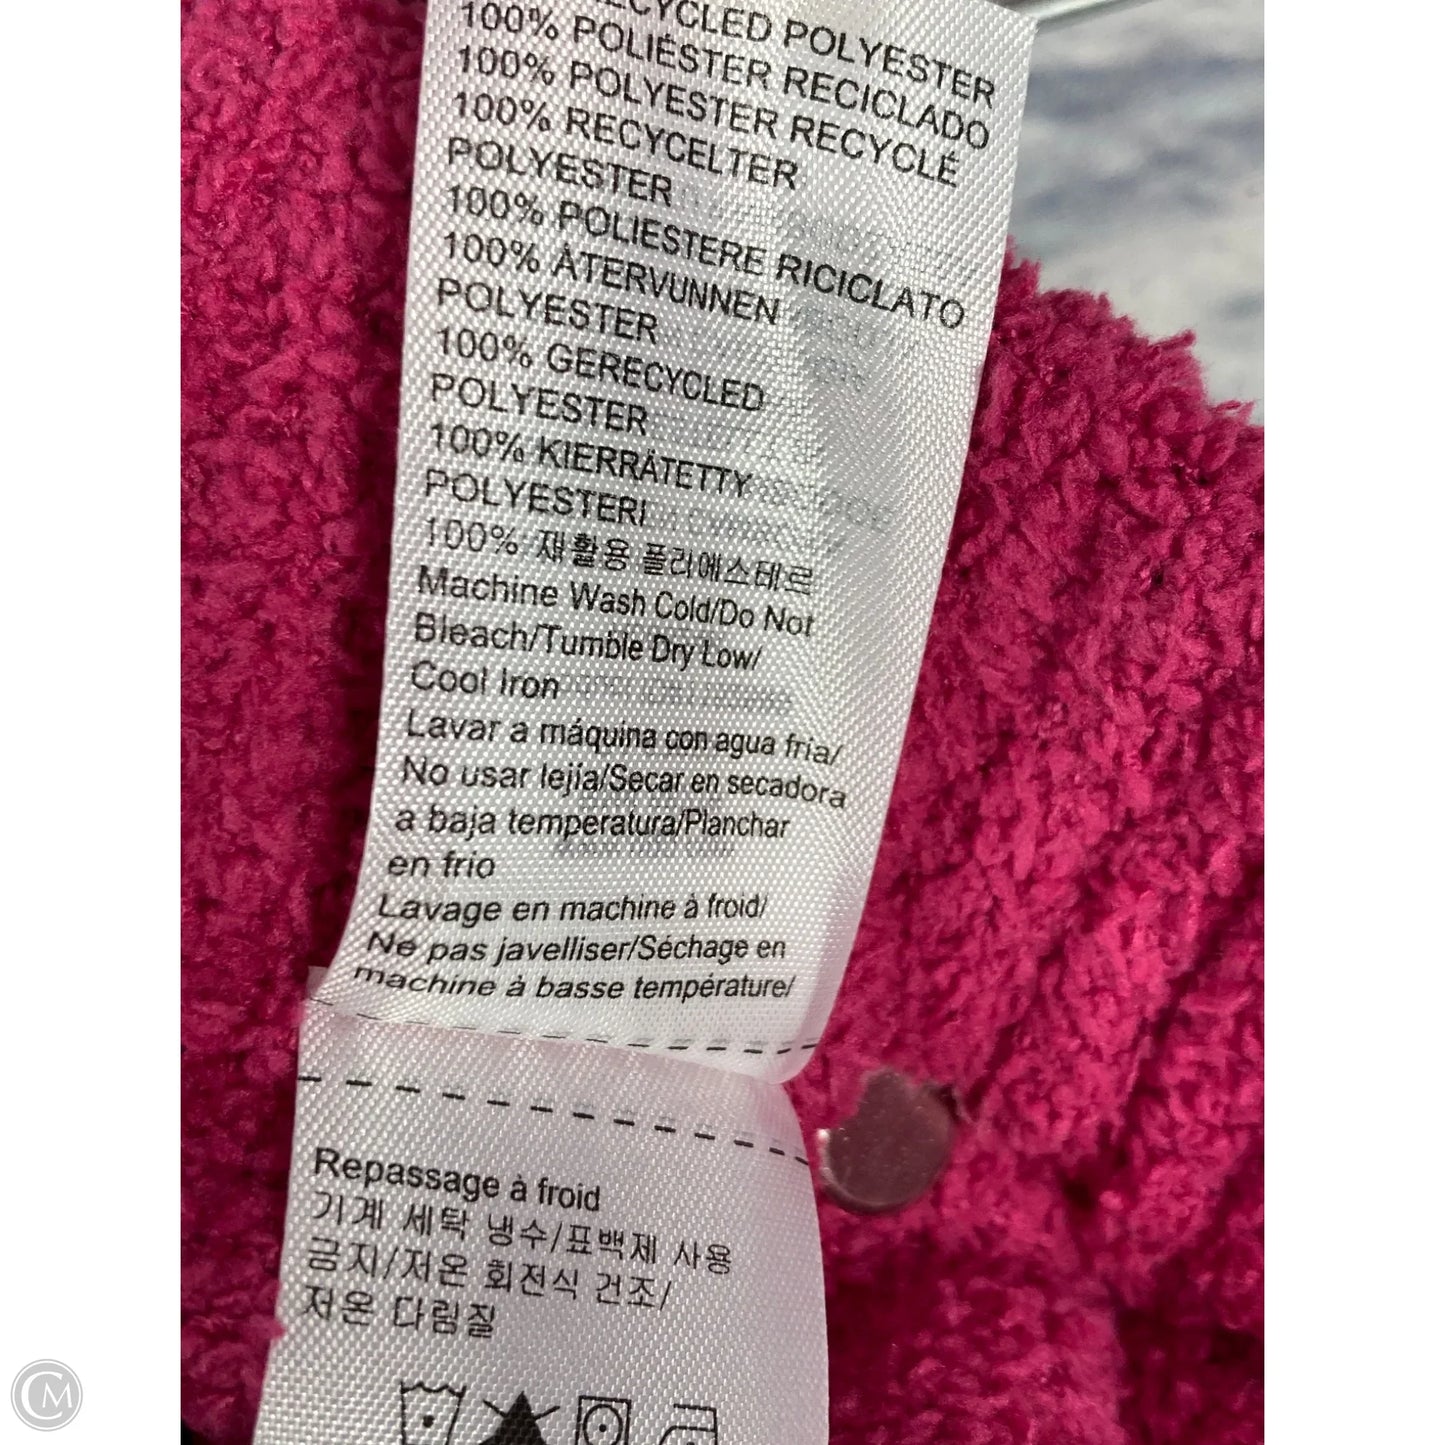 RECYCLED POLYESTER
100% POLIÉSTER RECICLADO
100% POLYESTER RECYCLÉ
100% RECYCELTER
POLYESTER
100% POLIESTERE RICICLATO
100% ÅTERVUNNEN
POLYESTER
100% GERECYCLED
POLYESTER
100% KIERRÄTETTY
POLYESTERI
100% 재활용 폴리에스테르
Machine Wash Cold/Do Not
Bleach/Tumble Dry Low/
Cool Iron
Lavar a máquina con agua fria/
No usar lejía/Secar en secadora
a baja temperatura/Planchar
en frio
Lavage en machine à froid/
Ne pas javelliser/Séchage en
machine à basse température/
Repassage à froid
기계 세탁 냉수/표백제 사용
금지/저온 회전식 건조/
저온 다림질
CM